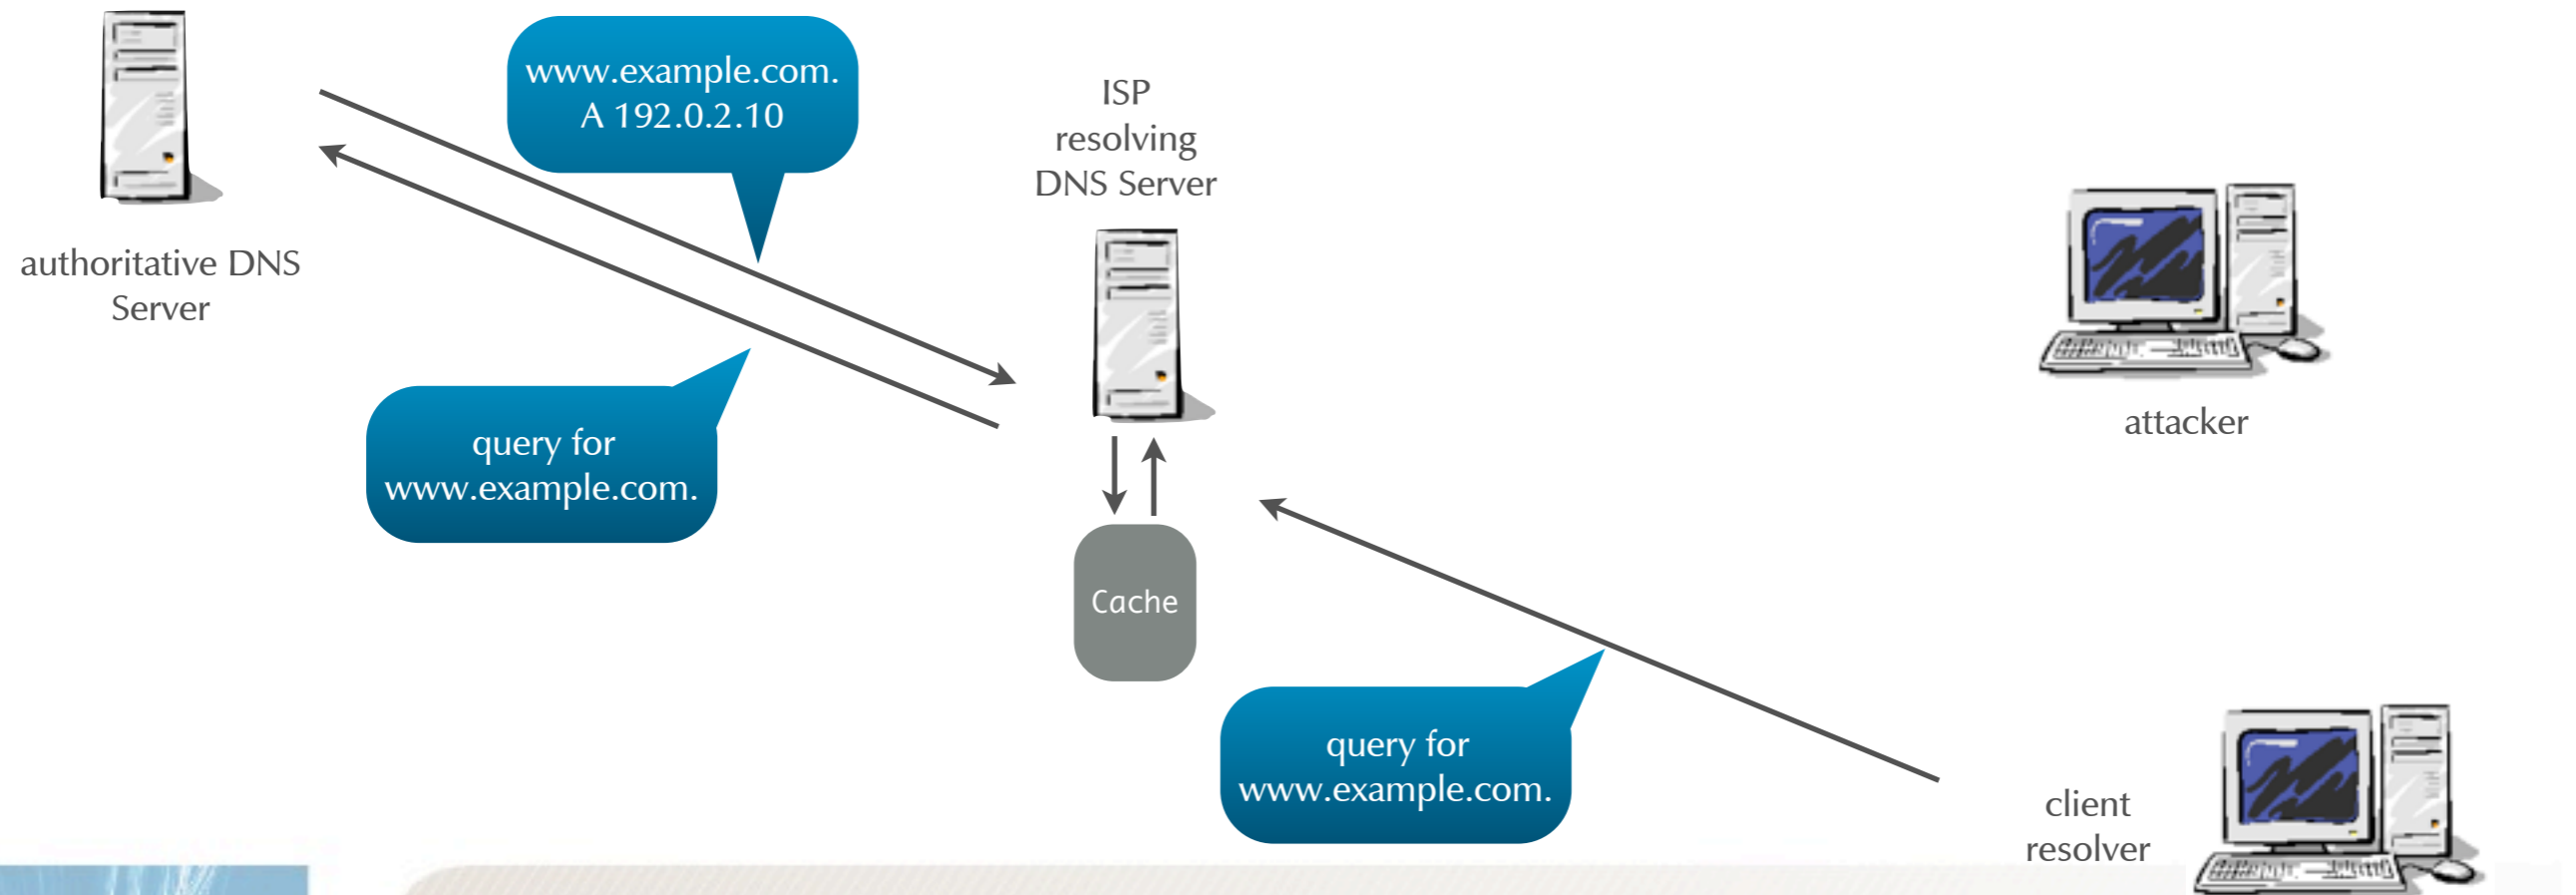 www.example.com.
A 192.0.2.10
ISP
resolving
DNS Server
authoritative DNS
Server
attacker
query for
www.example.com.
Cache
query for
www.example.com.
client
resolver